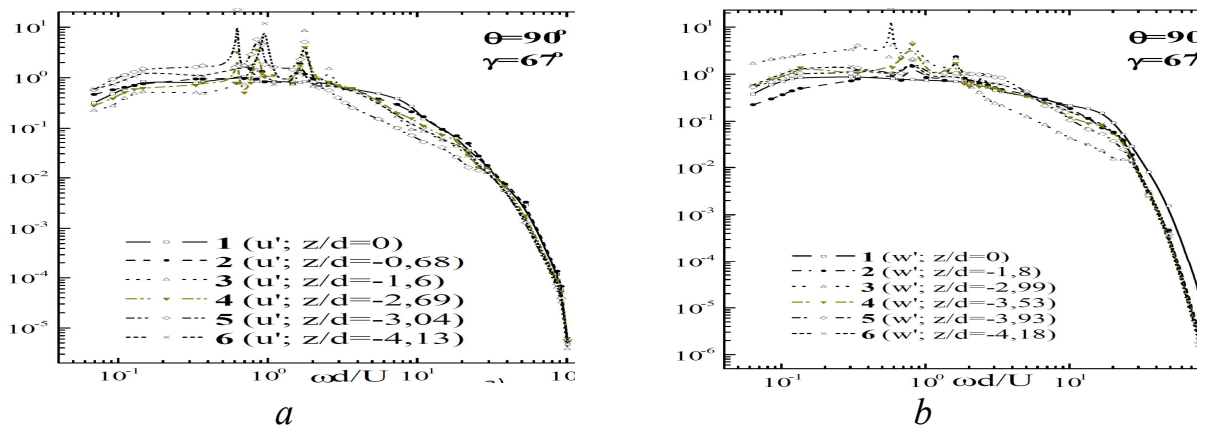 10¹
10⁰
10⁻¹
10⁻²
10⁻³
10⁻⁴
10⁻⁵
Θ=90º
γ=67º
1 (u'; z/d=0)
2 (u'; z/d=-0,68)
3 (u'; z/d=-1,6)
4 (u'; z/d=-2,69)
5 (u'; z/d=-3,04)
6 (u'; z/d=-4,13)
10⁻¹ 10⁰ 10¹ 10
ωd/U
a
10¹
10⁰
10⁻¹
10⁻²
10⁻³
10⁻⁴
10⁻⁵
10⁻⁶
Θ=90
γ=67
1 (w'; z/d=0)
2 (w'; z/d=-1,8)
3 (w'; z/d=-2,99)
4 (w'; z/d=-3,53)
5 (w'; z/d=-3,93)
6 (w'; z/d=-4,18)
10⁻¹ 10⁰ ωd/U 10¹
b